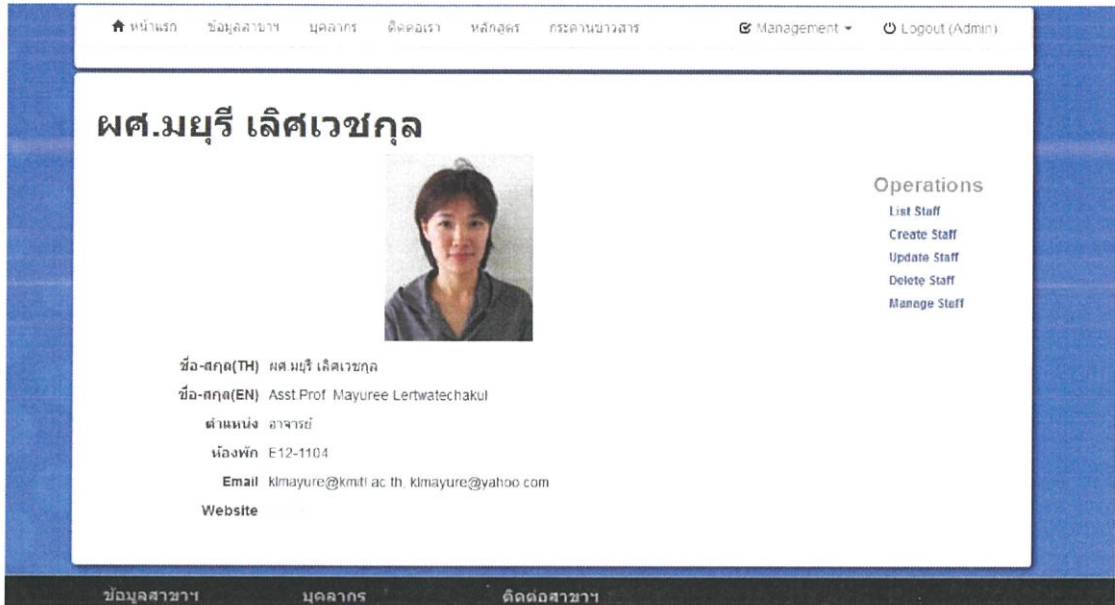 หน้าแรก ข้อมูลสาขาฯ บุคลากร ติดต่อเรา หลักสูตร กระดานข่าวสาร Management Logout (Admin)
ผศ.มยุรี เลิศเวชกุล
Operations
List Staff
Create Staff
Update Staff
Delete Staff
Manage Staff
ชื่อ-สกุล(TH) ผศ.มยุรี เลิศเวชกุล
ชื่อ-สกุล(EN) Asst.Prof. Mayuree Lertwatechakul
ตำแหน่ง อาจารย์
ห้องพัก E12-1104
Email klmayure@kmitl.ac.th, klmayure@yahoo.com
Website
ข้อมูลสาขาฯ บุคลากร ติดต่อสาขาฯ